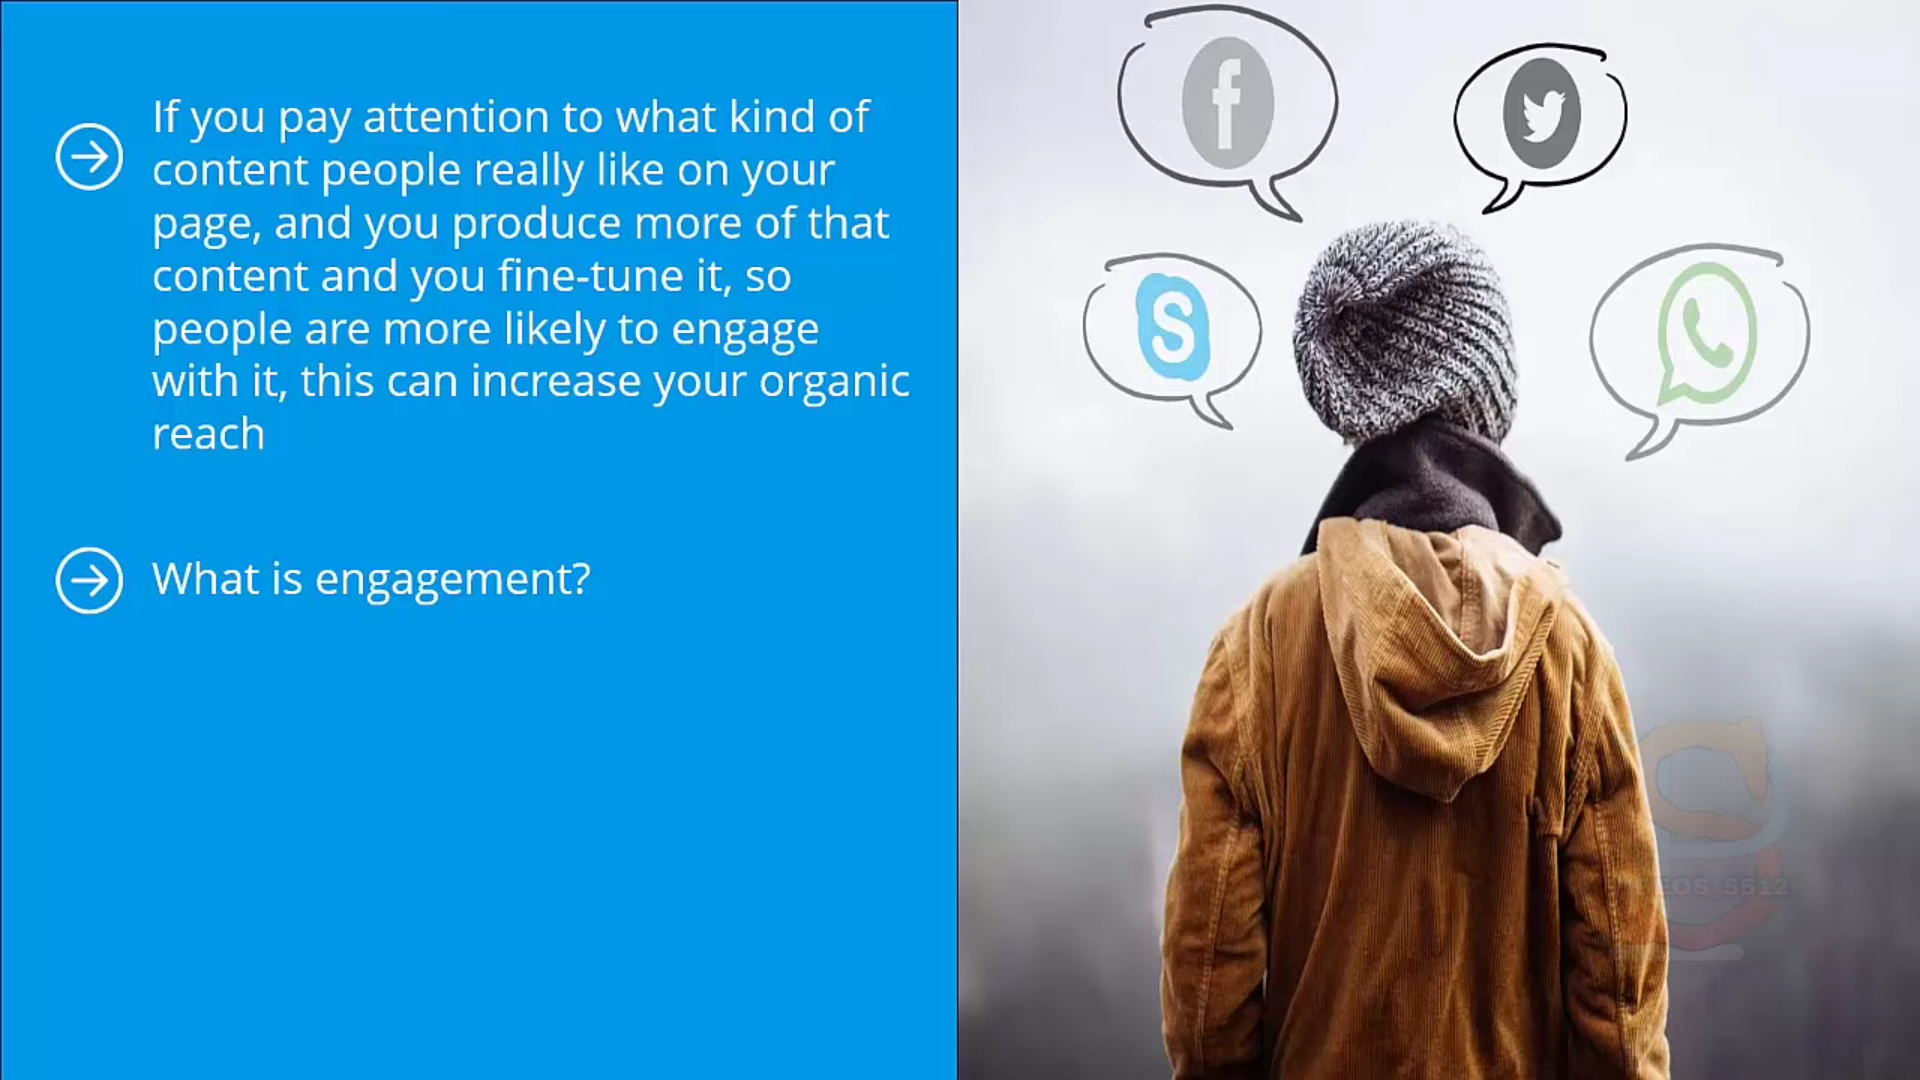 If you pay attention to what kind of
content people really like on your
page, and you produce more of that
content and you fine-tune it, so
people are more likely to engage
with it, this can increase your organic
reach
What is engagement?